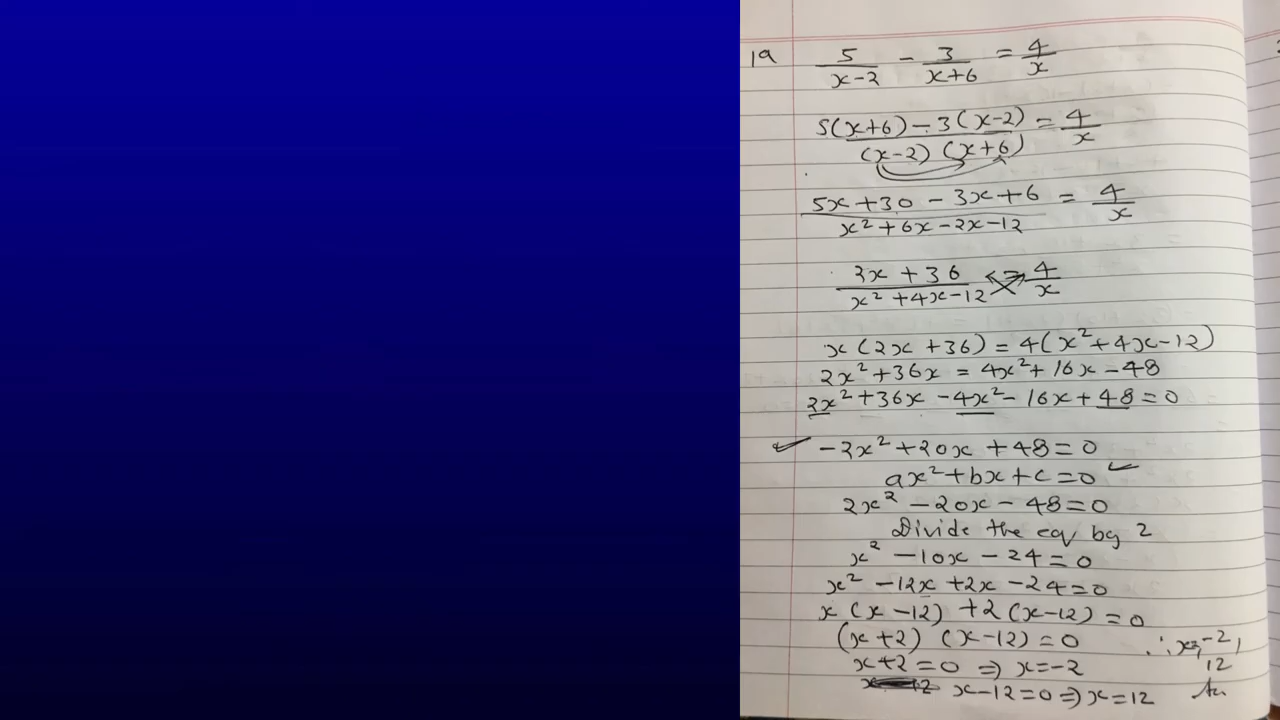 19 5/(x-2) - 3/(x+6) = 4/x
5(x+6) - 3(x-2) / (x-2) (x+6) = 4/x
5x + 30 - 3x + 6 / x² + 6x - 2x - 12 = 4/x
2x + 36 / x² + 4x - 12 = 4/x
x (2x + 36) = 4(x² + 4x - 12)
2x² + 36x = 4x² + 16x - 48
2x² + 36x - 4x² - 16x + 48 = 0
-2x² + 20x + 48 = 0
ax² + bx + c = 0
2x² - 20x - 48 = 0
Divide the eqn by 2
x² - 10x - 24 = 0
x² - 12x + 2x - 24 = 0
x (x - 12) + 2 (x - 12) = 0
(x + 2) (x - 12) = 0
x + 2 = 0 ⇒ x = -2
x - 12 = 0 ⇒ x = 12
∴ x = -2,
12